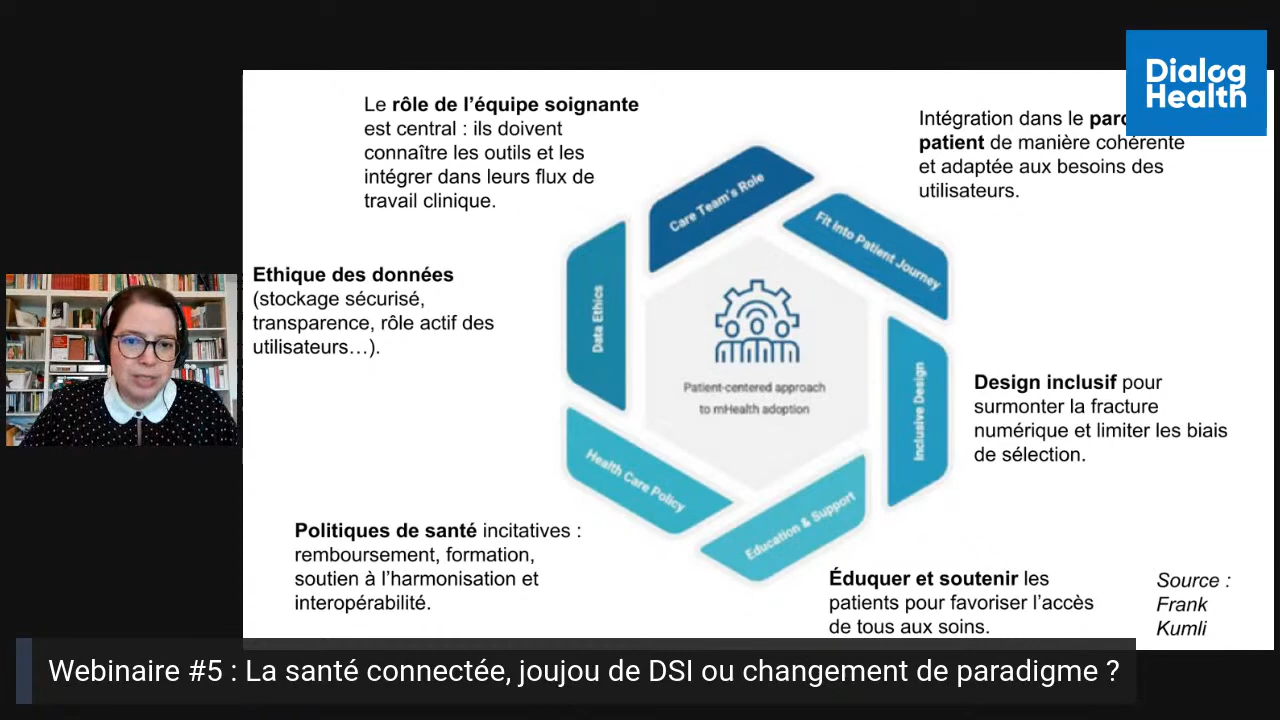 Dialog
Health
Le rôle de l'équipe soignante
est central : ils doivent
connaître les outils et les
intégrer dans leurs flux de
travail clinique.
Intégration dans le
patient de manière cohérente
et adaptée aux besoins des
utilisateurs.
Care Team's Role
Fit Into Patient Journey
Ethique des données
(stockage sécurisé,
transparence, rôle actif des
utilisateurs…).
Data Ethics
Patient-centered approach
to mHealth adoption
Inclusive Design
Design inclusif pour
surmonter la fracture
numérique et limiter les biais
de sélection.
Health Care Policy
Education & Support
Politiques de santé incitatives :
remboursement, formation,
soutien à l'harmonisation et
interopérabilité.
Éduquer et soutenir les
patients pour favoriser l'accès
de tous aux soins.
Source :
Frank
Kumli
Webinaire #5 : La santé connectée, joujou de DSI ou changement de paradigme ?